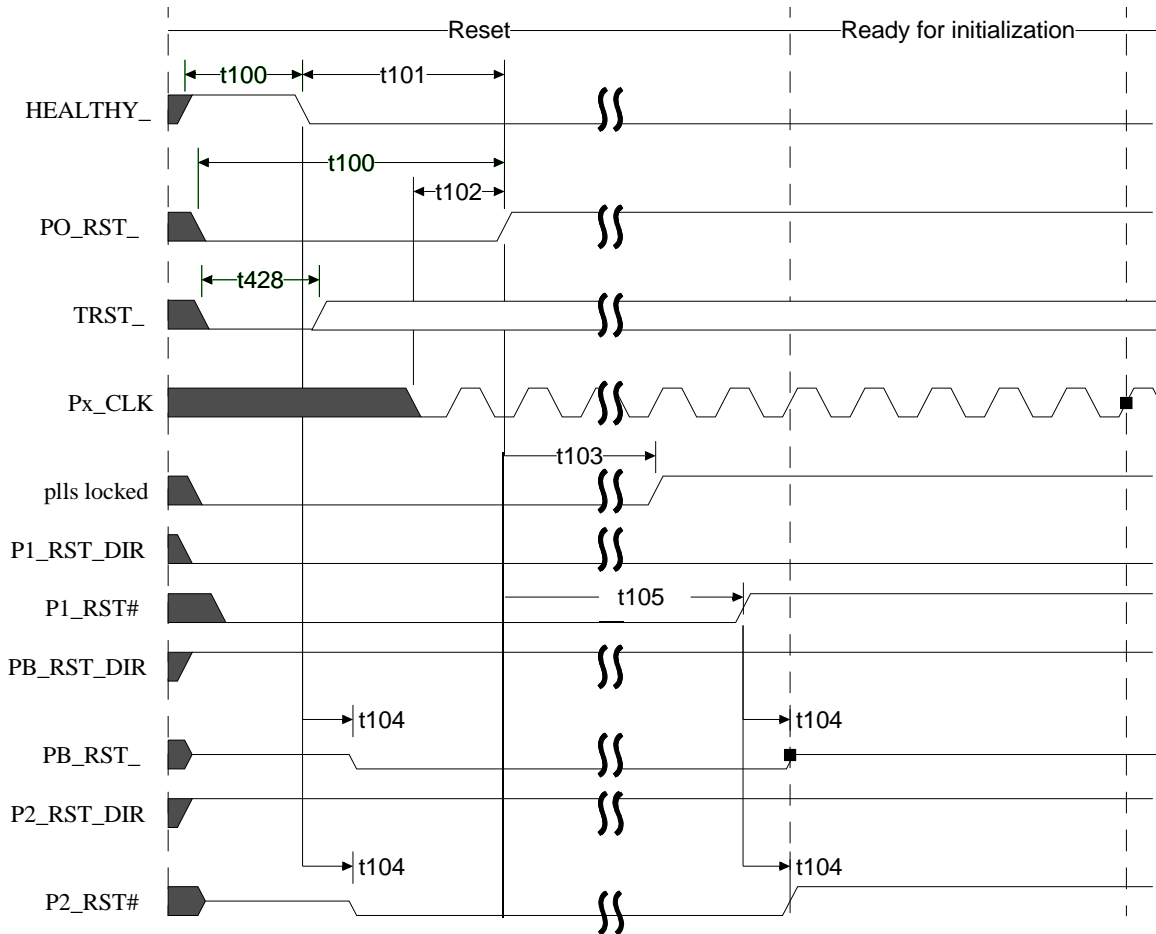 Reset Ready for initialization
t100 t101
HEALTHY_
t100
t102
PO_RST_
t428
TRST_
Px_CLK
t103
plls locked
P1_RST_DIR
P1_RST#
t105
PB_RST_DIR
t104 t104
PB_RST_
P2_RST_DIR
t104 t104
P2_RST#